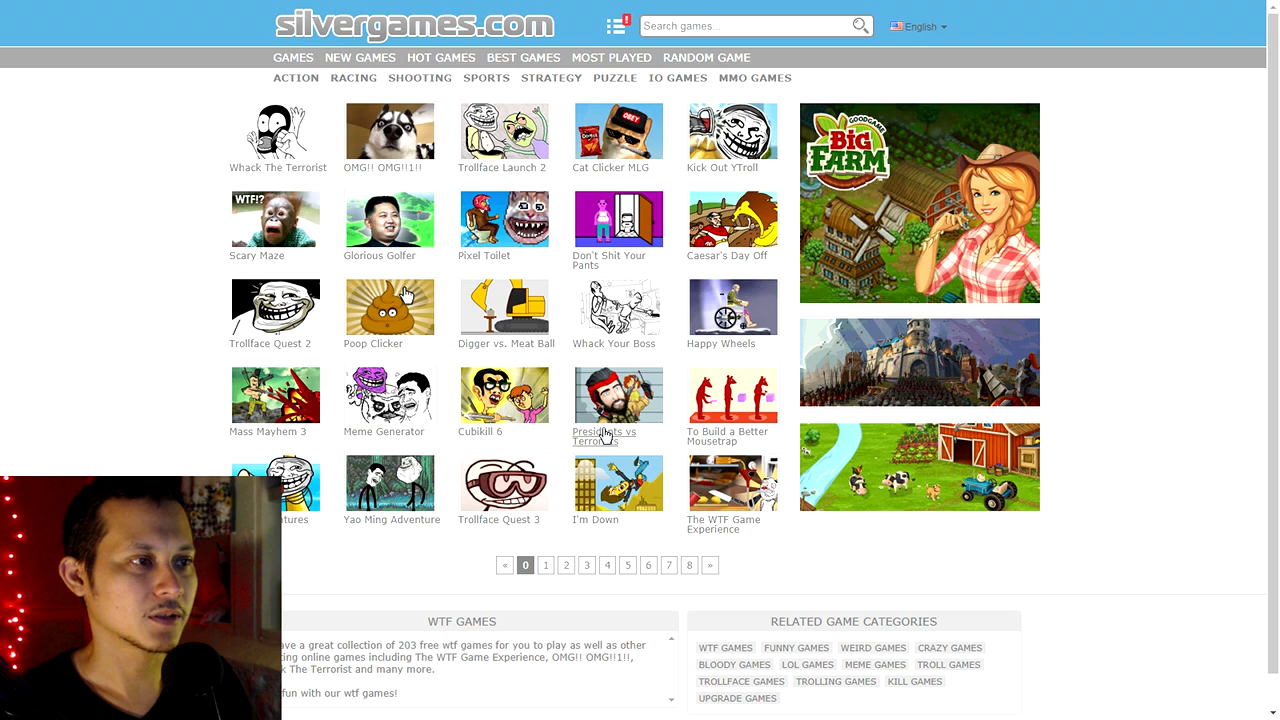 silvergames.com
!
Search games...
English
GAMES NEW GAMES HOT GAMES BEST GAMES MOST PLAYED RANDOM GAME
ACTION RACING SHOOTING SPORTS STRATEGY PUZZLE IO GAMES MMO GAMES
OBEY
GOODGAME
BIG
FARM
Whack The Terrorist OMG!! OMG!!1!! Trollface Launch 2 Cat Clicker MLG Kick Out YTroll
WTF!?
Scary Maze Glorious Golfer Pixel Toilet Don't Shit Your
Pants
Caesar's Day Off
Trollface Quest 2 Poop Clicker Digger vs. Meat Ball Whack Your Boss Happy Wheels
Mass Mayhem 3 Meme Generator Cubikill 6 Presidents vs
Terrorists
To Build a Better
Mousetrap
tures Yao Ming Adventure Trollface Quest 3 I'm Down The WTF Game
Experience
« 0 1 2 3 4 5 6 7 8 »
WTF GAMES
ave a great collection of 203 free wtf games for you to play as well as other
ing online games including The WTF Game Experience, OMG!! OMG!!1!!,
k The Terrorist and many more.
fun with our wtf games!
RELATED GAME CATEGORIES
WTF GAMES FUNNY GAMES WEIRD GAMES CRAZY GAMES
BLOODY GAMES LOL GAMES MEME GAMES TROLL GAMES
TROLLFACE GAMES TROLLING GAMES KILL GAMES
UPGRADE GAMES